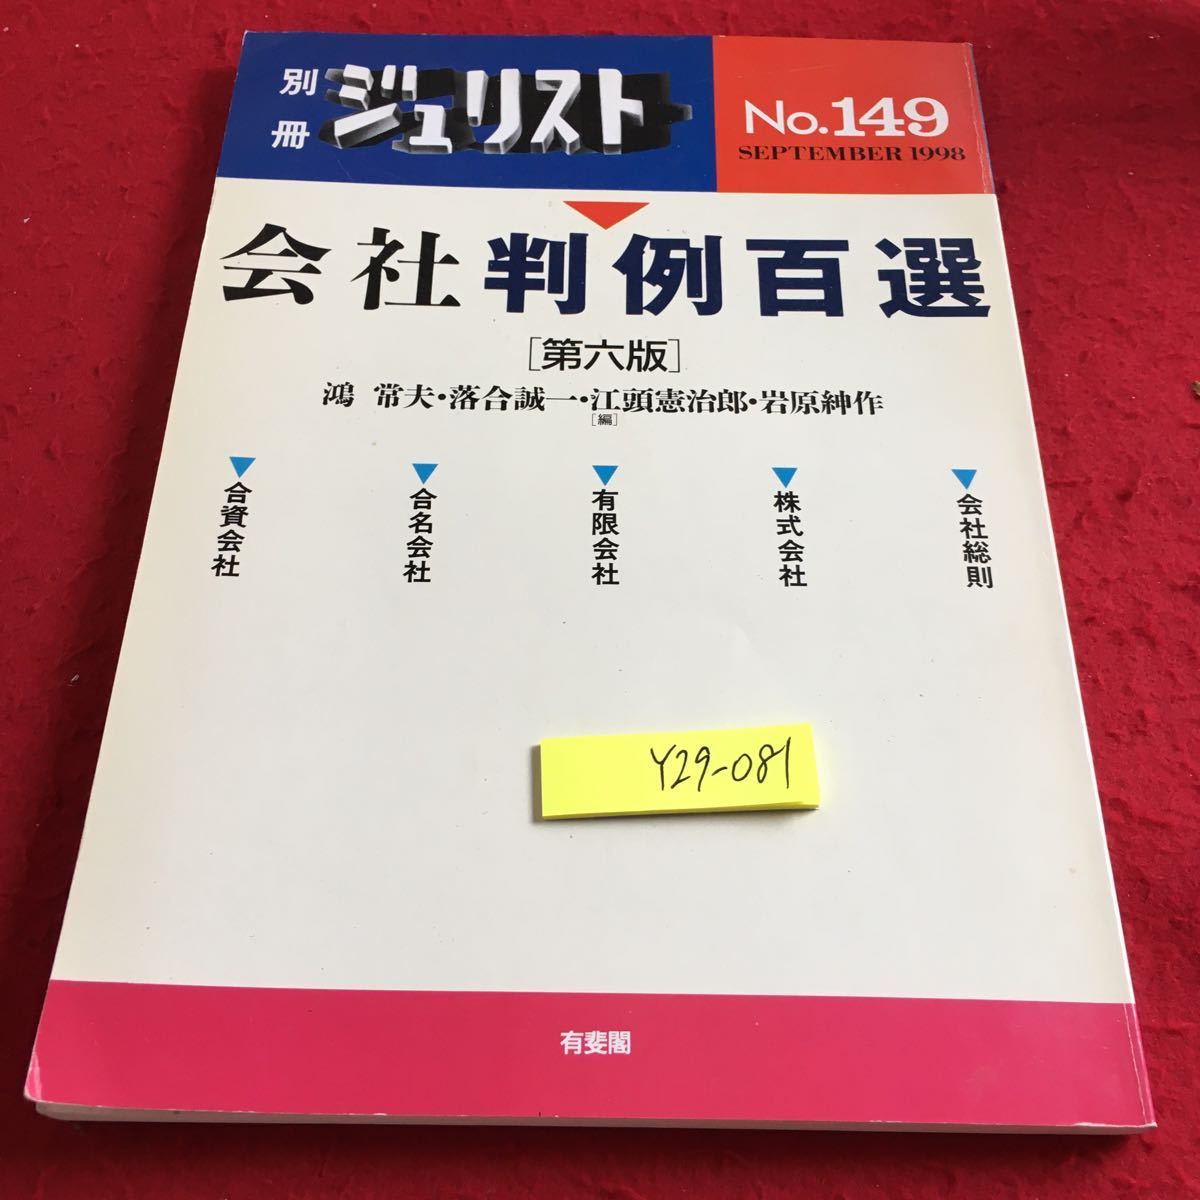 別冊 ジュリスト
No.149
SEPTEMBER 1998
会社判例百選
[第六版]
鴻 常夫・落合誠一・江頭憲治郎・岩原紳作
[編]
会社総則
株式会社
有限会社
合名会社
合資会社
Y29-081
有斐閣